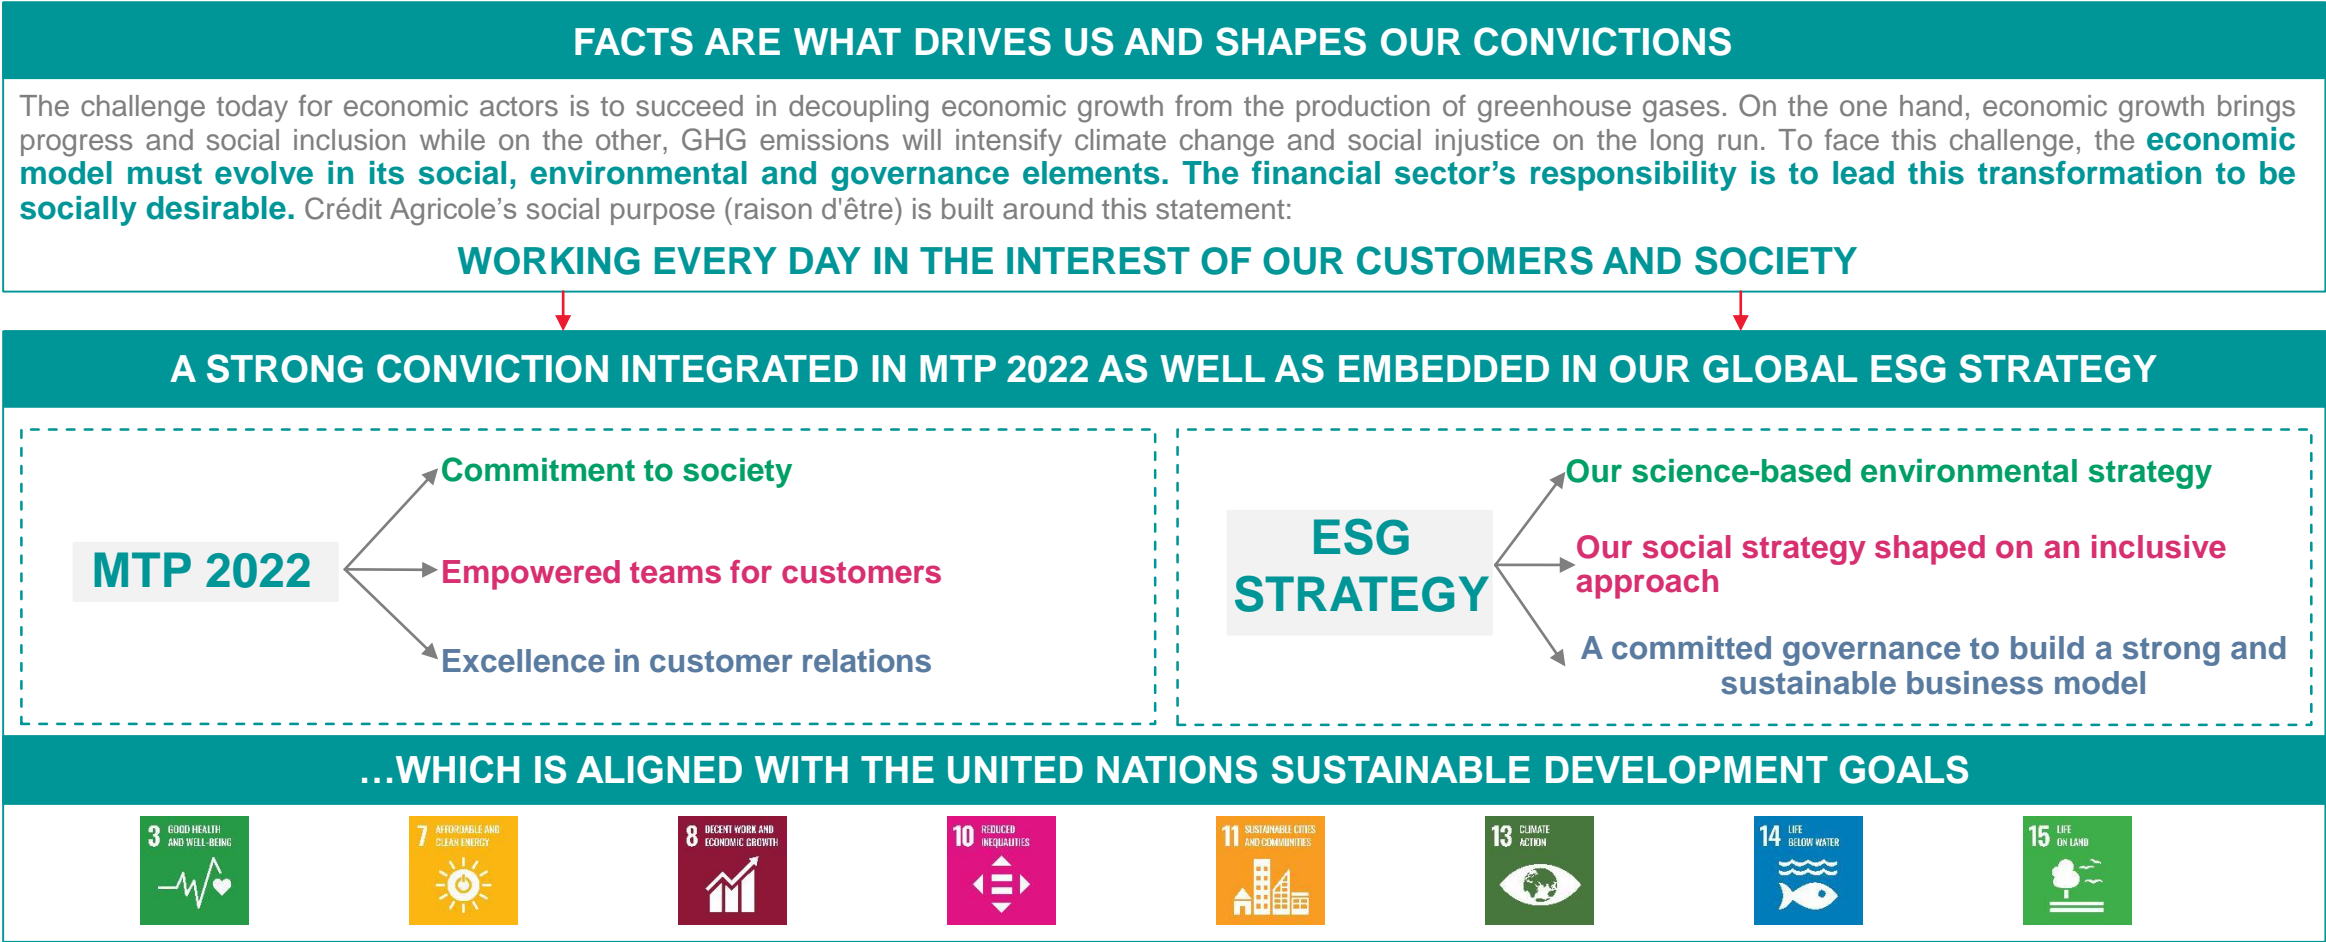 FACTS ARE WHAT DRIVES US AND SHAPES OUR CONVICTIONS
The challenge today for economic actors is to succeed in decoupling economic growth from the production of greenhouse gases. On the one hand, economic growth brings
progress and social inclusion while on the other, GHG emissions will intensify climate change and social injustice on the long run. To face this challenge, the economic
model must evolve in its social, environmental and governance elements. The financial sector’s responsibility is to lead this transformation to be
socially desirable. Crédit Agricole’s social purpose (raison d'être) is built around this statement:
WORKING EVERY DAY IN THE INTEREST OF OUR CUSTOMERS AND SOCIETY
A STRONG CONVICTION INTEGRATED IN MTP 2022 AS WELL AS EMBEDDED IN OUR GLOBAL ESG STRATEGY
MTP 2022
Commitment to society
Empowered teams for customers
Excellence in customer relations
ESG
STRATEGY
Our science-based environmental strategy
Our social strategy shaped on an inclusive
approach
A committed governance to build a strong and
sustainable business model
…WHICH IS ALIGNED WITH THE UNITED NATIONS SUSTAINABLE DEVELOPMENT GOALS
3 GOOD HEALTH
AND WELL-BEING
7 AFFORDABLE AND
CLEAN ENERGY
8 DECENT WORK AND
ECONOMIC GROWTH
10 REDUCED
INEQUALITIES
11 SUSTAINABLE CITIES
AND COMMUNITIES
13 CLIMATE
ACTION
14 LIFE
BELOW WATER
15 LIFE
ON LAND